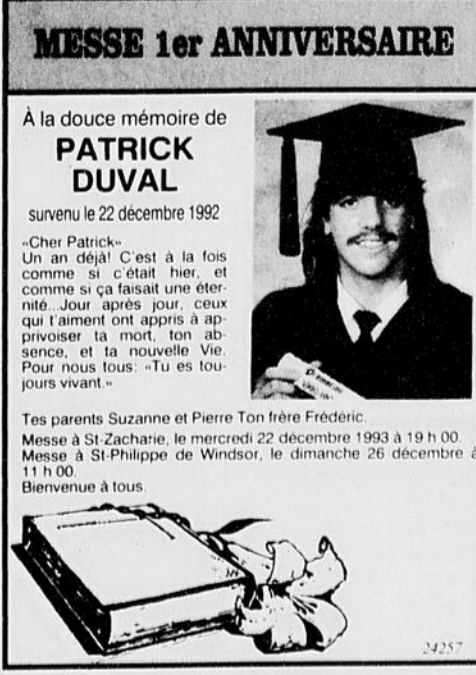 MESSE 1er ANNIVERSAIRE
À la douce mémoire de
PATRICK
DUVAL
survenu le 22 décembre 1992
«Cher Patrick»
Un an déjà! C'est à la fois
comme si c'était hier, et
comme si ça faisait une éter-
nité...Jour après jour, ceux
qui t'aiment ont appris à ap-
privoiser ta mort, ton ab-
sence, et ta nouvelle Vie.
Pour nous tous: «Tu es tou-
jours vivant.»
Tes parents Suzanne et Pierre Ton frère Frédéric.
Messe à St-Zacharie, le mercredi 22 décembre 1993 à 19 h 00.
Messe à St-Philippe de Windsor, le dimanche 26 décembre à
11 h 00.
Bienvenue à tous.
24257